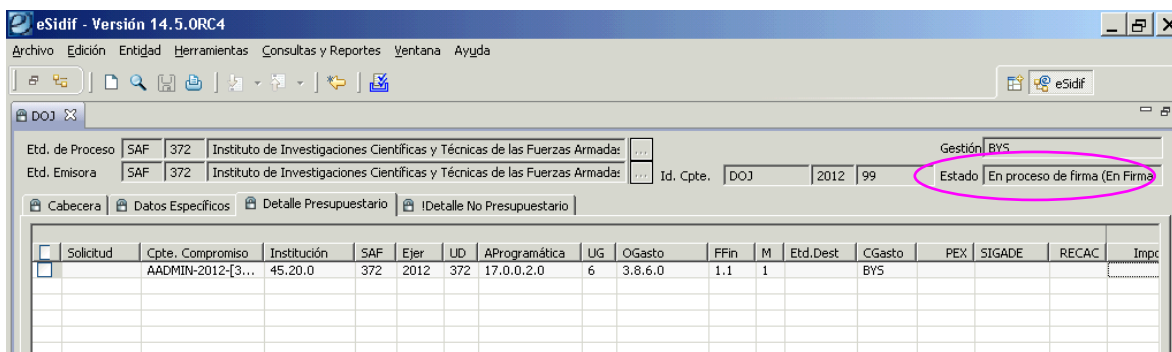 eSidif - Versión 14.5.0RC4
Archivo Edición Entidad Herramientas Consultas y Reportes Ventana Ayuda
eSidif
DOJ
Etd. de Proceso SAF 372 Instituto de Investigaciones Científicas y Técnicas de las Fuerzas Armadas ... Gestión BYS
Etd. Emisora SAF 372 Instituto de Investigaciones Científicas y Técnicas de las Fuerzas Armadas ... Id. Cpte. DOJ 2012 99 Estado En proceso de firma (En Firma
Cabecera Datos Específicos Detalle Presupuestario !Detalle No Presupuestario
Solicitud Cpte. Compromiso Institución SAF Ejer UD AProgramática UG OGasto FFin M Etd.Dest CGasto PEX SIGADE RECAC Impo
AADMIN-2012-[3... 45.20.0 372 2012 372 17.0.0.2.0 6 3.8.6.0 1.1 1 BYS